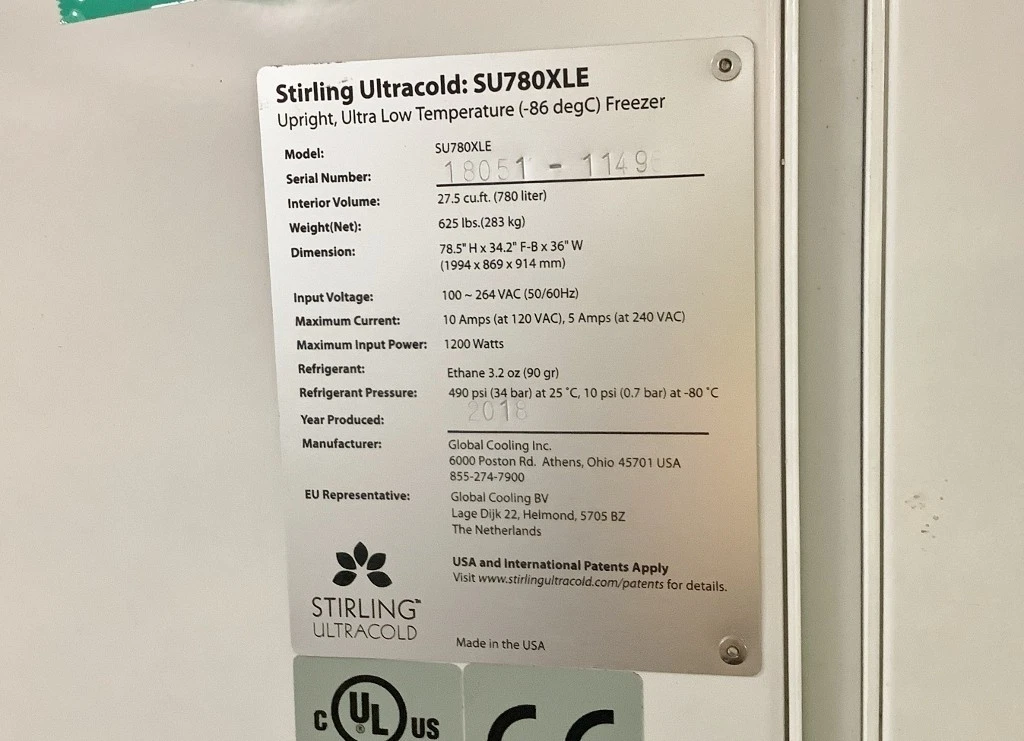 Stirling Ultracold: SU780XLE
Upright, Ultra Low Temperature (-86 degC) Freezer
Model: SU780XLE
Serial Number: 18051 - 1149
Interior Volume: 27.5 cu.ft. (780 liter)
Weight(Net): 625 lbs.(283 kg)
Dimension: 78.5" H x 34.2" F-B x 36" W
(1994 x 869 x 914 mm)
Input Voltage: 100 ~ 264 VAC (50/60Hz)
Maximum Current: 10 Amps (at 120 VAC), 5 Amps (at 240 VAC)
Maximum Input Power: 1200 Watts
Refrigerant: Ethane 3.2 oz (90 gr)
Refrigerant Pressure: 490 psi (34 bar) at 25 °C, 10 psi (0.7 bar) at -80 °C
Year Produced: 2018
Manufacturer: Global Cooling Inc.
6000 Poston Rd. Athens, Ohio 45701 USA
855-274-7900
EU Representative: Global Cooling BV
Lage Dijk 22, Helmond, 5705 BZ
The Netherlands
USA and International Patents Apply
Visit www.stirlingultracold.com/patents for details.
STIRLING™
ULTRACOLD
Made in the USA
C UL® US
CE